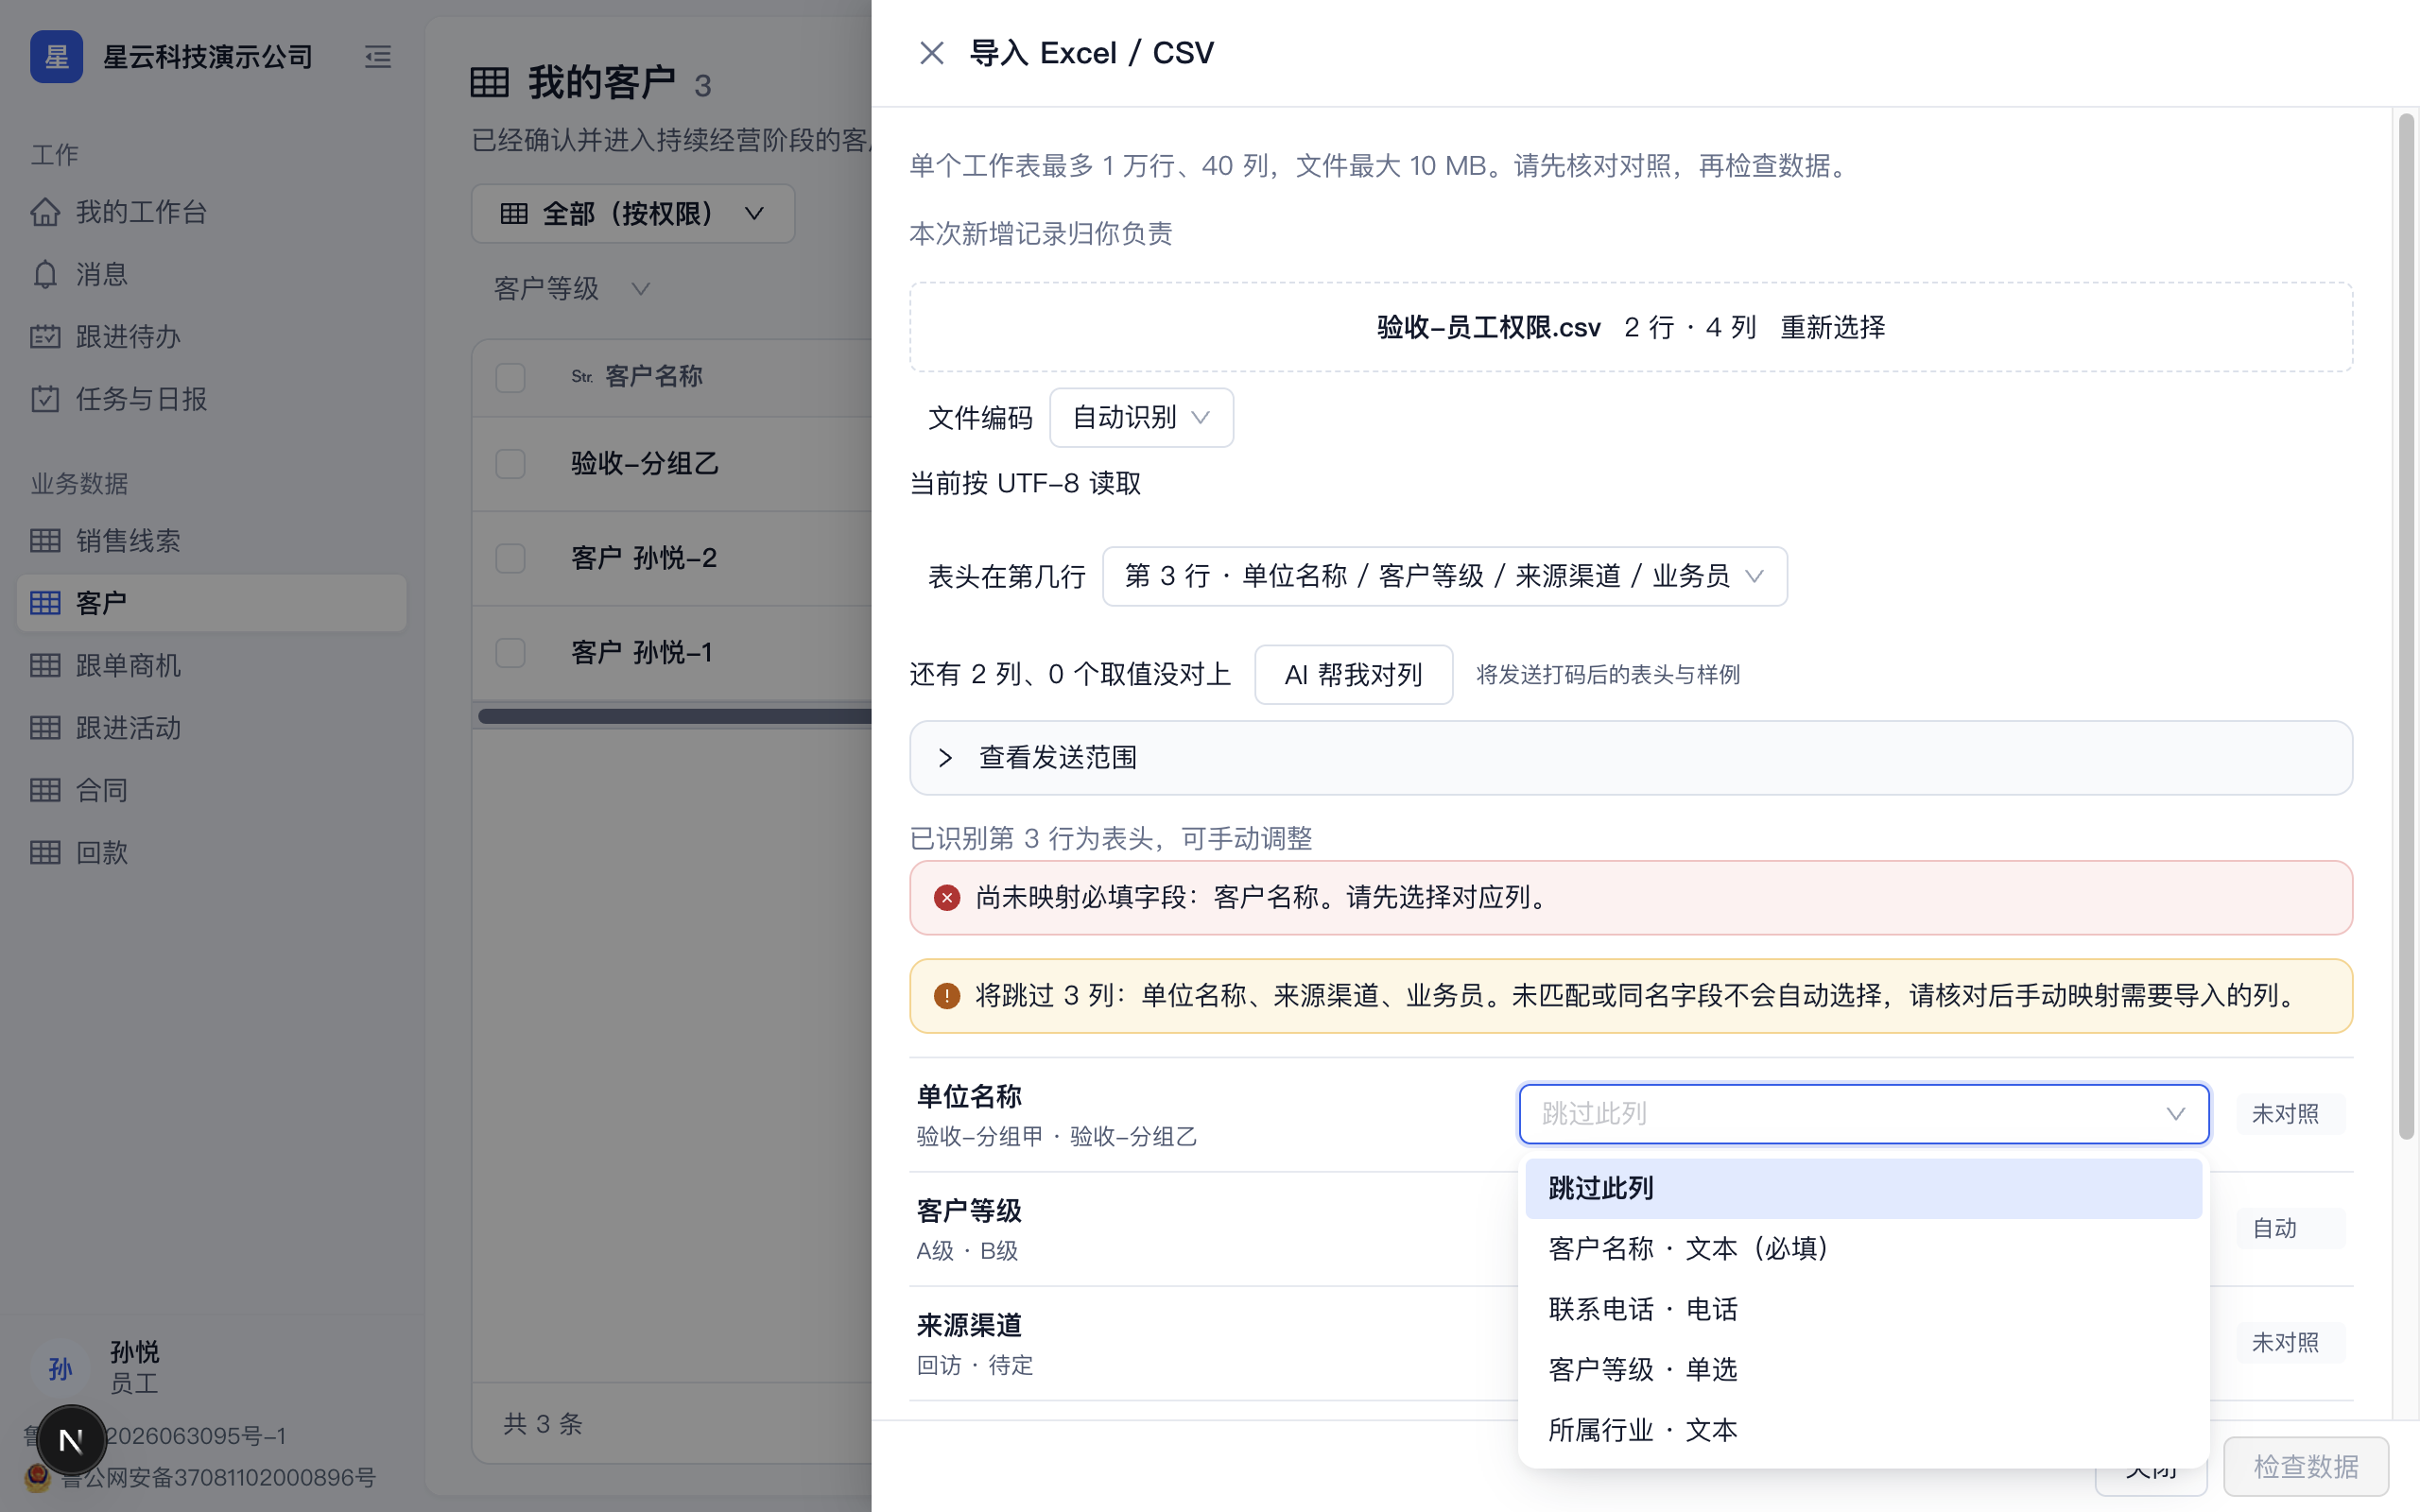 星 星云科技演示公司
工作
我的工作台
消息
跟进待办
任务与日报
业务数据
销售线索
客户
跟单商机
跟进活动
合同
回款
孙
孙悦
员工
N
2026063095号-1
公网安备37081102000896号
我的客户 3
已经确认并进入持续经营阶段的客
全部（按权限）
客户等级
Str. 客户名称
验收-分组乙
客户 孙悦-2
客户 孙悦-1
共 3 条
导入 Excel / CSV
单个工作表最多 1 万行、40 列，文件最大 10 MB。请先核对对照，再检查数据。
本次新增记录归你负责
验收-员工权限.csv 2 行 · 4 列 重新选择
文件编码 自动识别
当前按 UTF-8 读取
表头在第几行 第 3 行 · 单位名称 / 客户等级 / 来源渠道 / 业务员
还有 2 列、0 个取值没对上 AI 帮我对列 将发送打码后的表头与样例
查看发送范围
已识别第 3 行为表头，可手动调整
尚未映射必填字段：客户名称。请先选择对应列。
将跳过 3 列：单位名称、来源渠道、业务员。未匹配或同名字段不会自动选择，请核对后手动映射需要导入的列。
单位名称
验收-分组甲 · 验收-分组乙
跳过此列
未对照
客户等级
A级 · B级
自动
来源渠道
回访 · 待定
未对照
跳过此列
客户名称 · 文本（必填）
联系电话 · 电话
客户等级 · 单选
所属行业 · 文本
关闭
检查数据